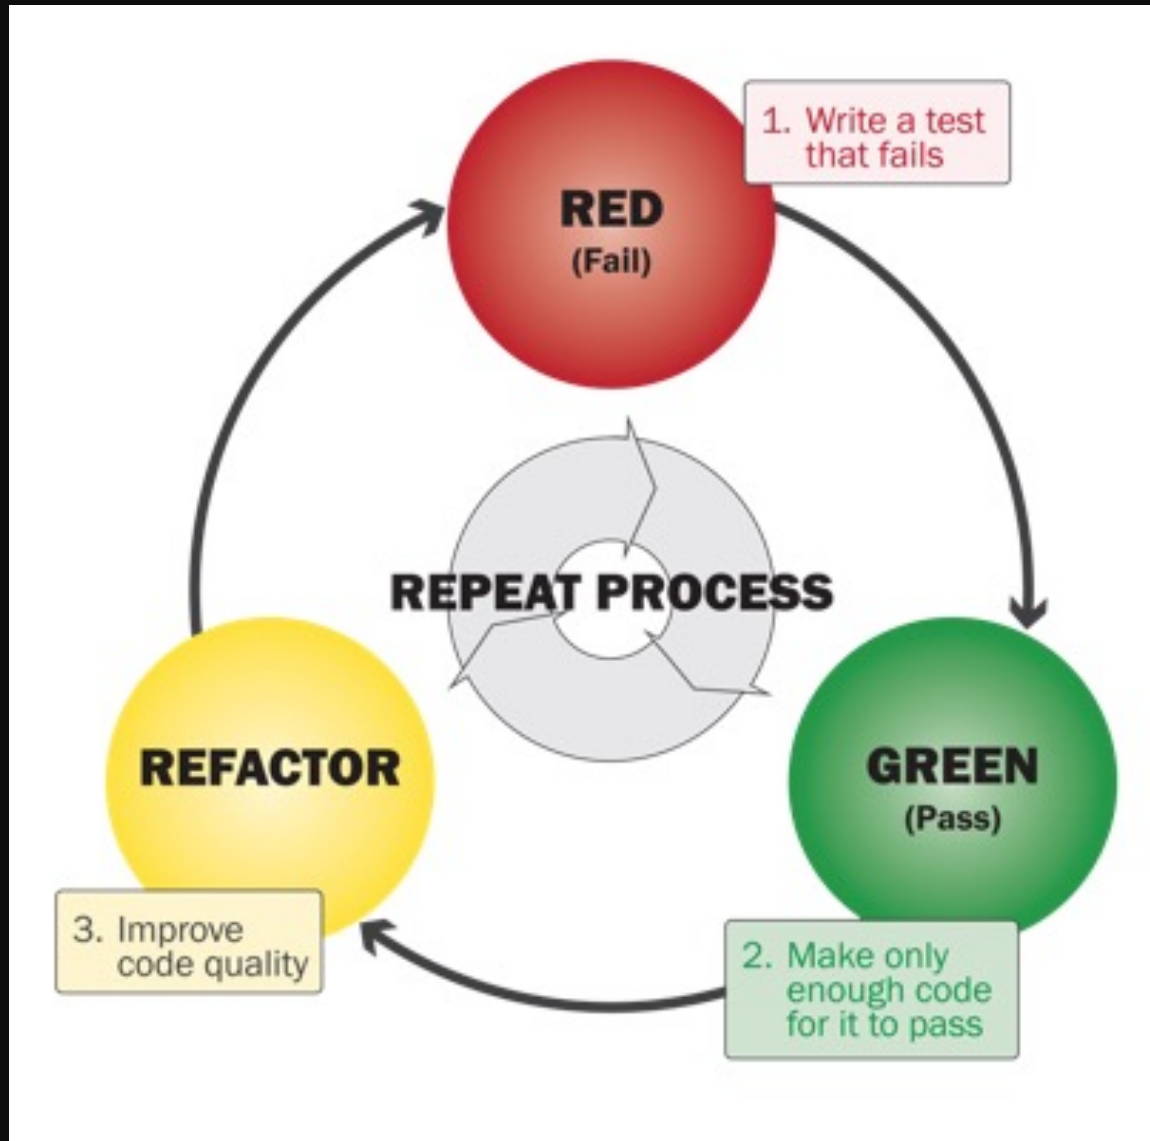 RED
(Fail)
1. Write a test
that fails
REPEAT PROCESS
GREEN
(Pass)
2. Make only
enough code
for it to pass
REFACTOR
3. Improve
code quality